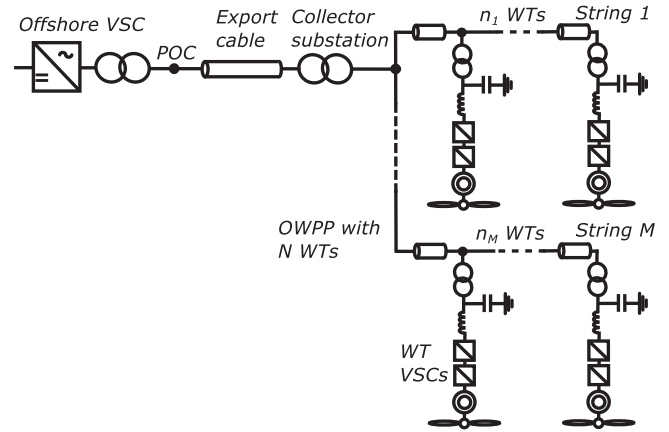 Offshore VSC
POC
Export
cable
Collector
substation
n1 WTs
String 1
OWPP with
N WTs
nM WTs
String M
WT
VSCs